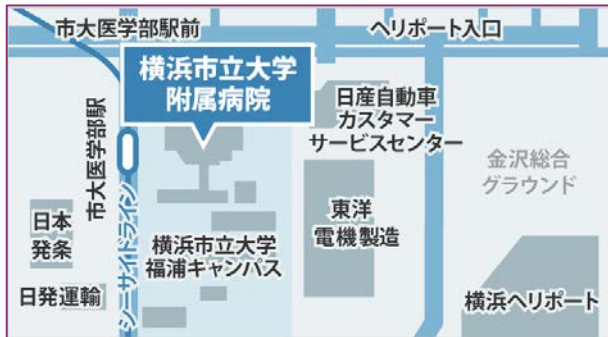 市大医学部駅前
ヘリポート入口
横浜市立大学
附属病院
日産自動車
カスタマー
サービスセンター
市大医学部駅
金沢総合
グラウンド
日本
発条
東洋
電機製造
横浜市立大学
福浦キャンパス
シーサイドライン
日発運輸
横浜ヘリポート